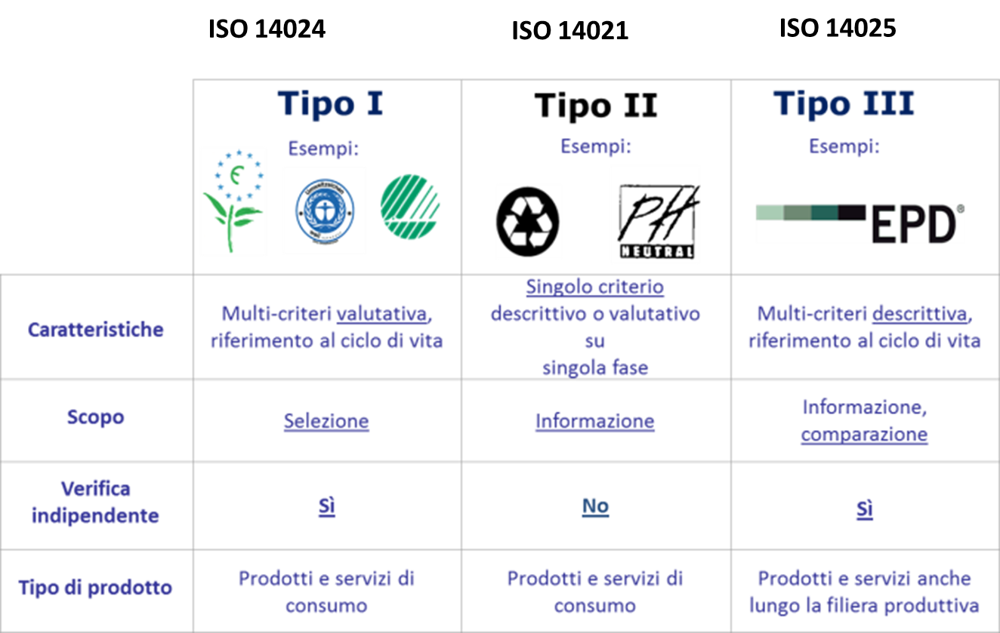 ISO 14024
ISO 14021
ISO 14025
Tipo I
Tipo II
Tipo III
Esempi:
Esempi:
Esempi:
Umweltzeichen
PH
NEUTRAL
EPD®
Caratteristiche
Multi-criteri valutativa,
riferimento al ciclo di vita
Singolo criterio
descrittivo o valutativo
su
singola fase
Multi-criteri descrittiva,
riferimento al ciclo di vita
Scopo
Selezione
Informazione
Informazione,
comparazione
Verifica
indipendente
Sì
No
Sì
Tipo di prodotto
Prodotti e servizi di
consumo
Prodotti e servizi di
consumo
Prodotti e servizi anche
lungo la filiera produttiva